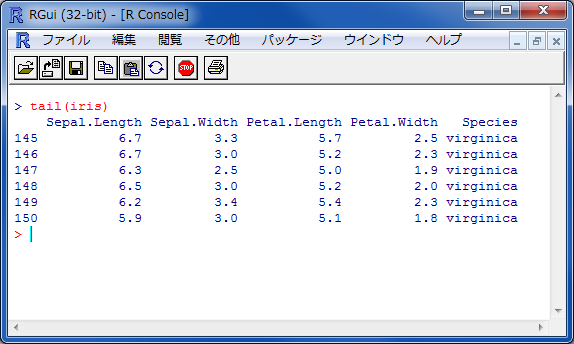 RGui (32-bit) - [R Console]
ファイル 編集 閲覧 その他 パッケージ ウインドウ ヘルプ
STOP
> tail(iris)
    Sepal.Length Sepal.Width Petal.Length Petal.Width   Species
145          6.7         3.3          5.7         2.5 virginica
146          6.7         3.0          5.2         2.3 virginica
147          6.3         2.5          5.0         1.9 virginica
148          6.5         3.0          5.2         2.0 virginica
149          6.2         3.4          5.4         2.3 virginica
150          5.9         3.0          5.1         1.8 virginica
>